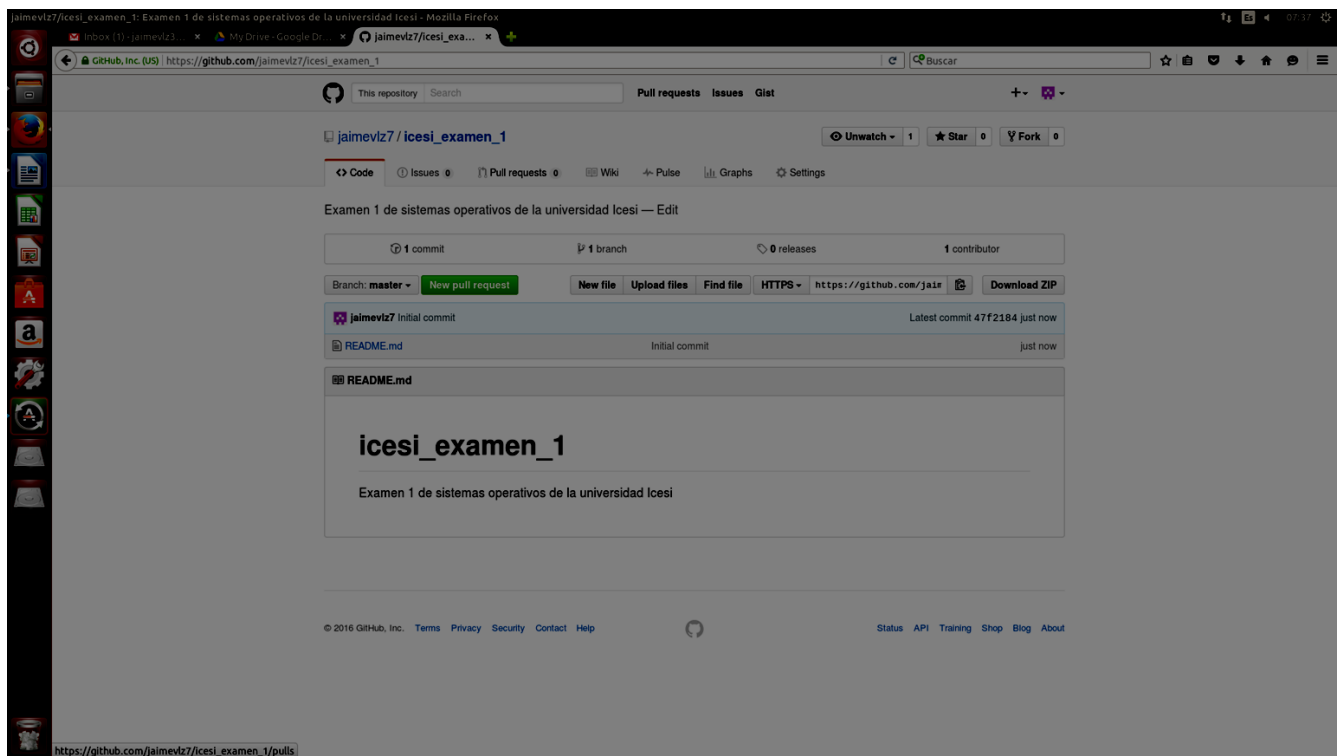 jaimevlz7/icesi_examen_1: Examen 1 de sistemas operativos de la universidad Icesi - Mozilla Firefox
Es 07:37
Inbox (1) - jaimevlz3... × My Drive - Google Dr... × jaimevlz7/icesi_exa... ×
GitHub, Inc. (US) https://github.com/jaimevlz7/icesi_examen_1 Buscar
This repository Search Pull requests Issues Gist
jaimevlz7 / icesi_examen_1 Unwatch 1 Star 0 Fork 0
Code Issues 0 Pull requests 0 Wiki Pulse Graphs Settings
Examen 1 de sistemas operativos de la universidad Icesi — Edit
1 commit 1 branch 0 releases 1 contributor
Branch: master New pull request New file Upload files Find file HTTPS https://github.com/jaim Download ZIP
jaimevlz7 Initial commit Latest commit 47f2184 just now
README.md Initial commit just now
README.md
icesi_examen_1
Examen 1 de sistemas operativos de la universidad Icesi
© 2016 GitHub, Inc. Terms Privacy Security Contact Help Status API Training Shop Blog About
https://github.com/jaimevlz7/icesi_examen_1/pulls